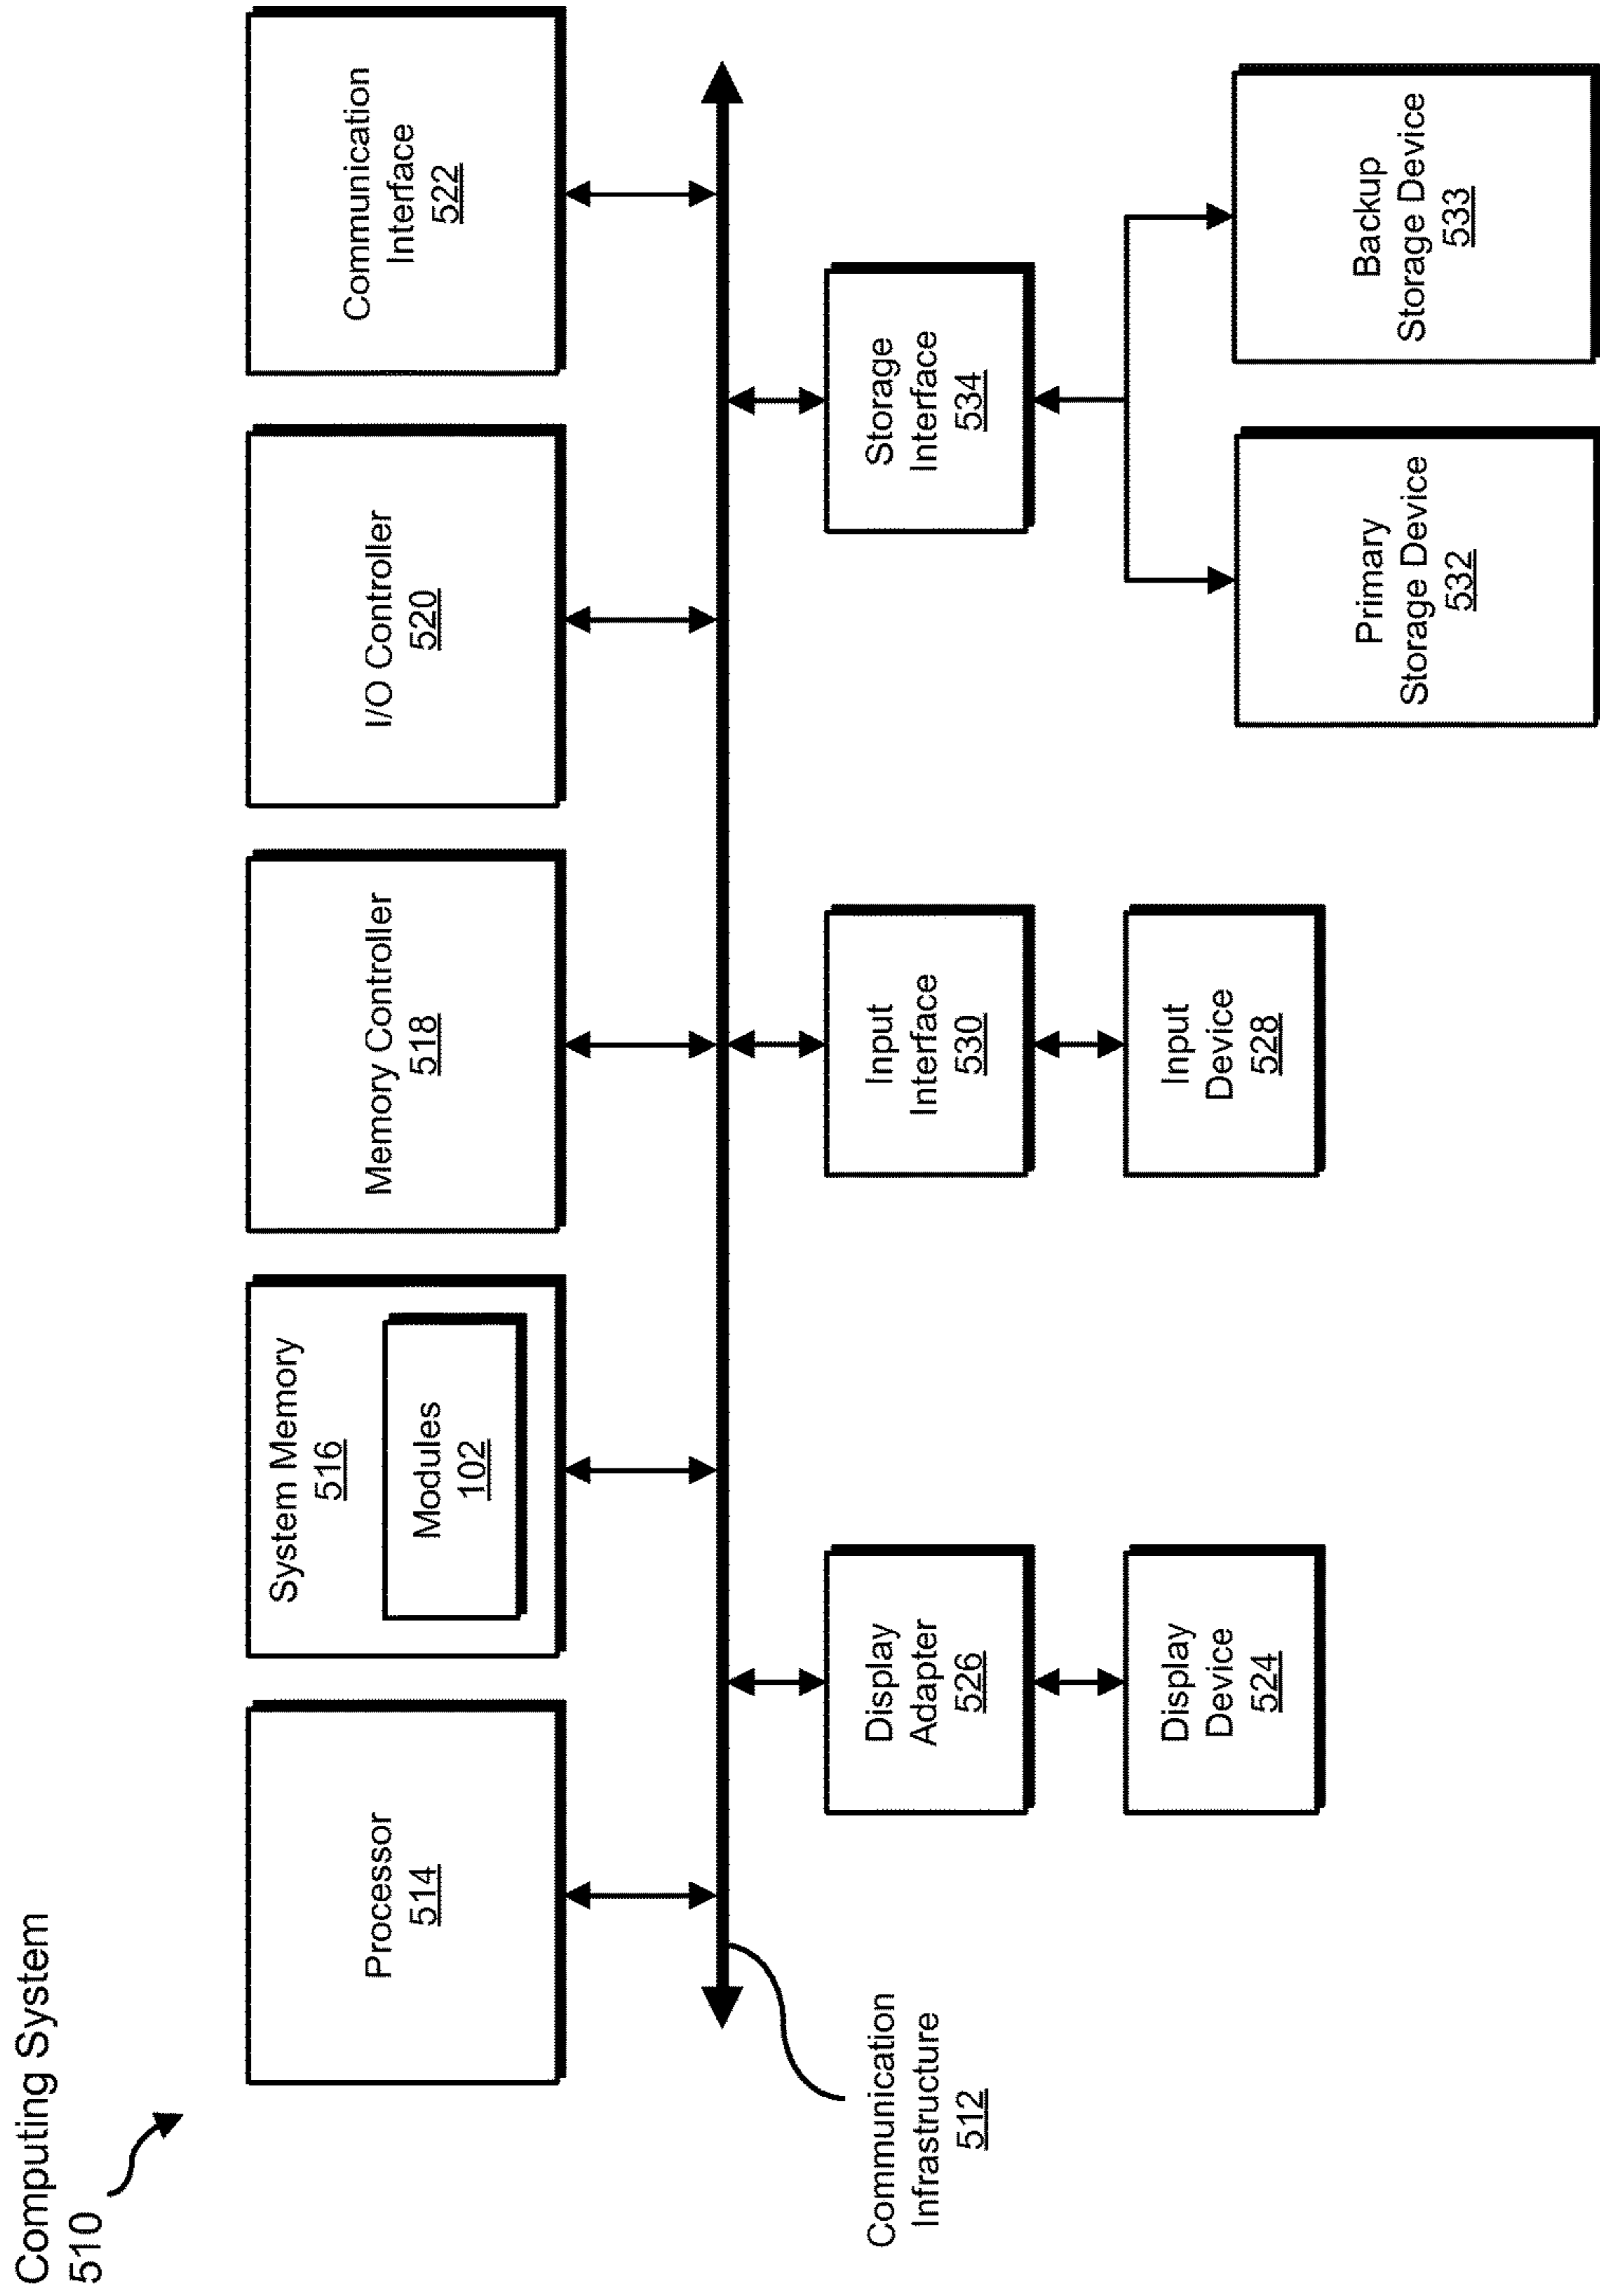 Computing System
510
Processor
514
System Memory
516
Modules
102
Memory Controller
518
I/O Controller
520
Communication
Interface
522
Communication
Infrastructure
512
Display
Adapter
526
Input
Interface
530
Storage
Interface
534
Display
Device
524
Input
Device
528
Primary
Storage Device
532
Backup
Storage Device
533